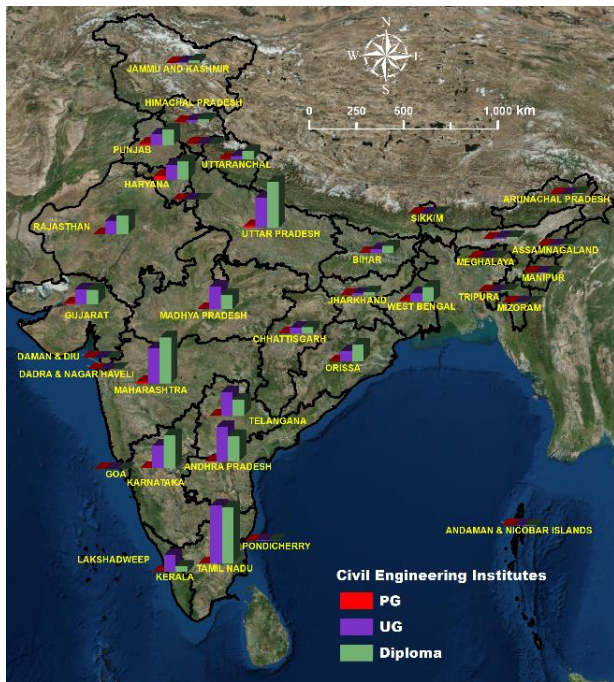 N
W
E
S
JAMMU AND KASHMIR
HIMACHAL PRADESH
0 500 1,000 km
PUNJAB
UTTARANCHAL
HARYANA
ARUNACHAL PRADESH
SIKKIM
RAJASTHAN
UTTAR PRADESH
ASSAMNAGALAND
BIHAR
MEGHALAYA
MANIPUR
TRIPURA
JHARKHAND
WEST BENGAL
MIZORAM
GUJARAT
MADHYA PRADESH
CHHATTISGARH
DAMAN & DIU
ORISSA
DADRA & NAGAR HAVELI
MAHARASHTRA
TELANGANA
ANDHRA PRADESH
GOA
KARNATAKA
ANDAMAN & NICOBAR ISLANDS
PONDICHERRY
LAKSHADWEEP
TAMIL NADU
KERALA
Civil Engineering Institutes
PG
UG
Diploma